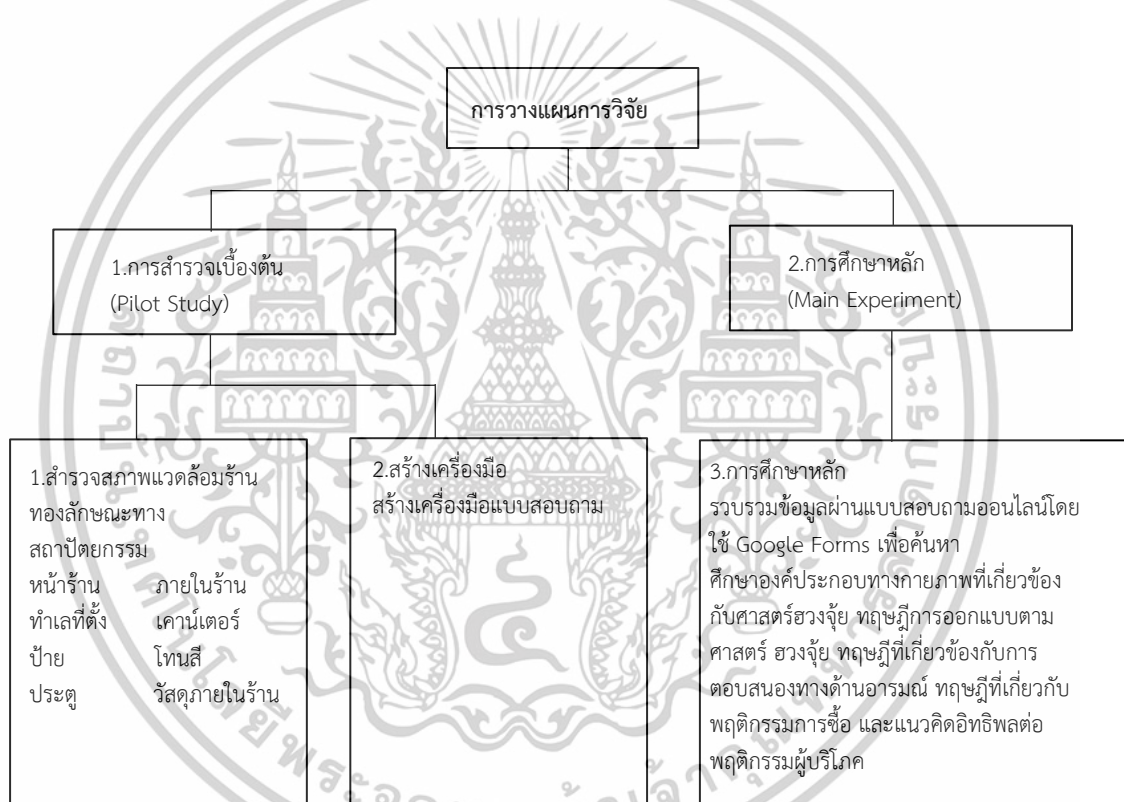 การวางแผนการวิจัย
1.การสำรวจเบื้องต้น
(Pilot Study)
2.การศึกษาหลัก
(Main Experiment)
1.สำรวจสภาพแวดล้อมร้าน
ทองลักษณะทาง
สถาปัตยกรรม
หน้าร้าน ภายในร้าน
ทำเลที่ตั้ง เคาน์เตอร์
ป้าย โทนสี
ประตู วัสดุภายในร้าน
2.สร้างเครื่องมือ
สร้างเครื่องมือแบบสอบถาม
3.การศึกษาหลัก
รวบรวมข้อมูลผ่านแบบสอบถามออนไลน์โดย
ใช้ Google Forms เพื่อค้นหา
ศึกษาองค์ประกอบทางกายภาพที่เกี่ยวข้อง
กับศาสตร์ฮวงจุ้ย ทฤษฎีการออกแบบตาม
ศาสตร์ ฮวงจุ้ย ทฤษฎีที่เกี่ยวข้องกับการ
ตอบสนองทางด้านอารมณ์ ทฤษฎีที่เกี่ยวกับ
พฤติกรรมการซื้อ และแนวคิดอิทธิพลต่อ
พฤติกรรมผู้บริโภค